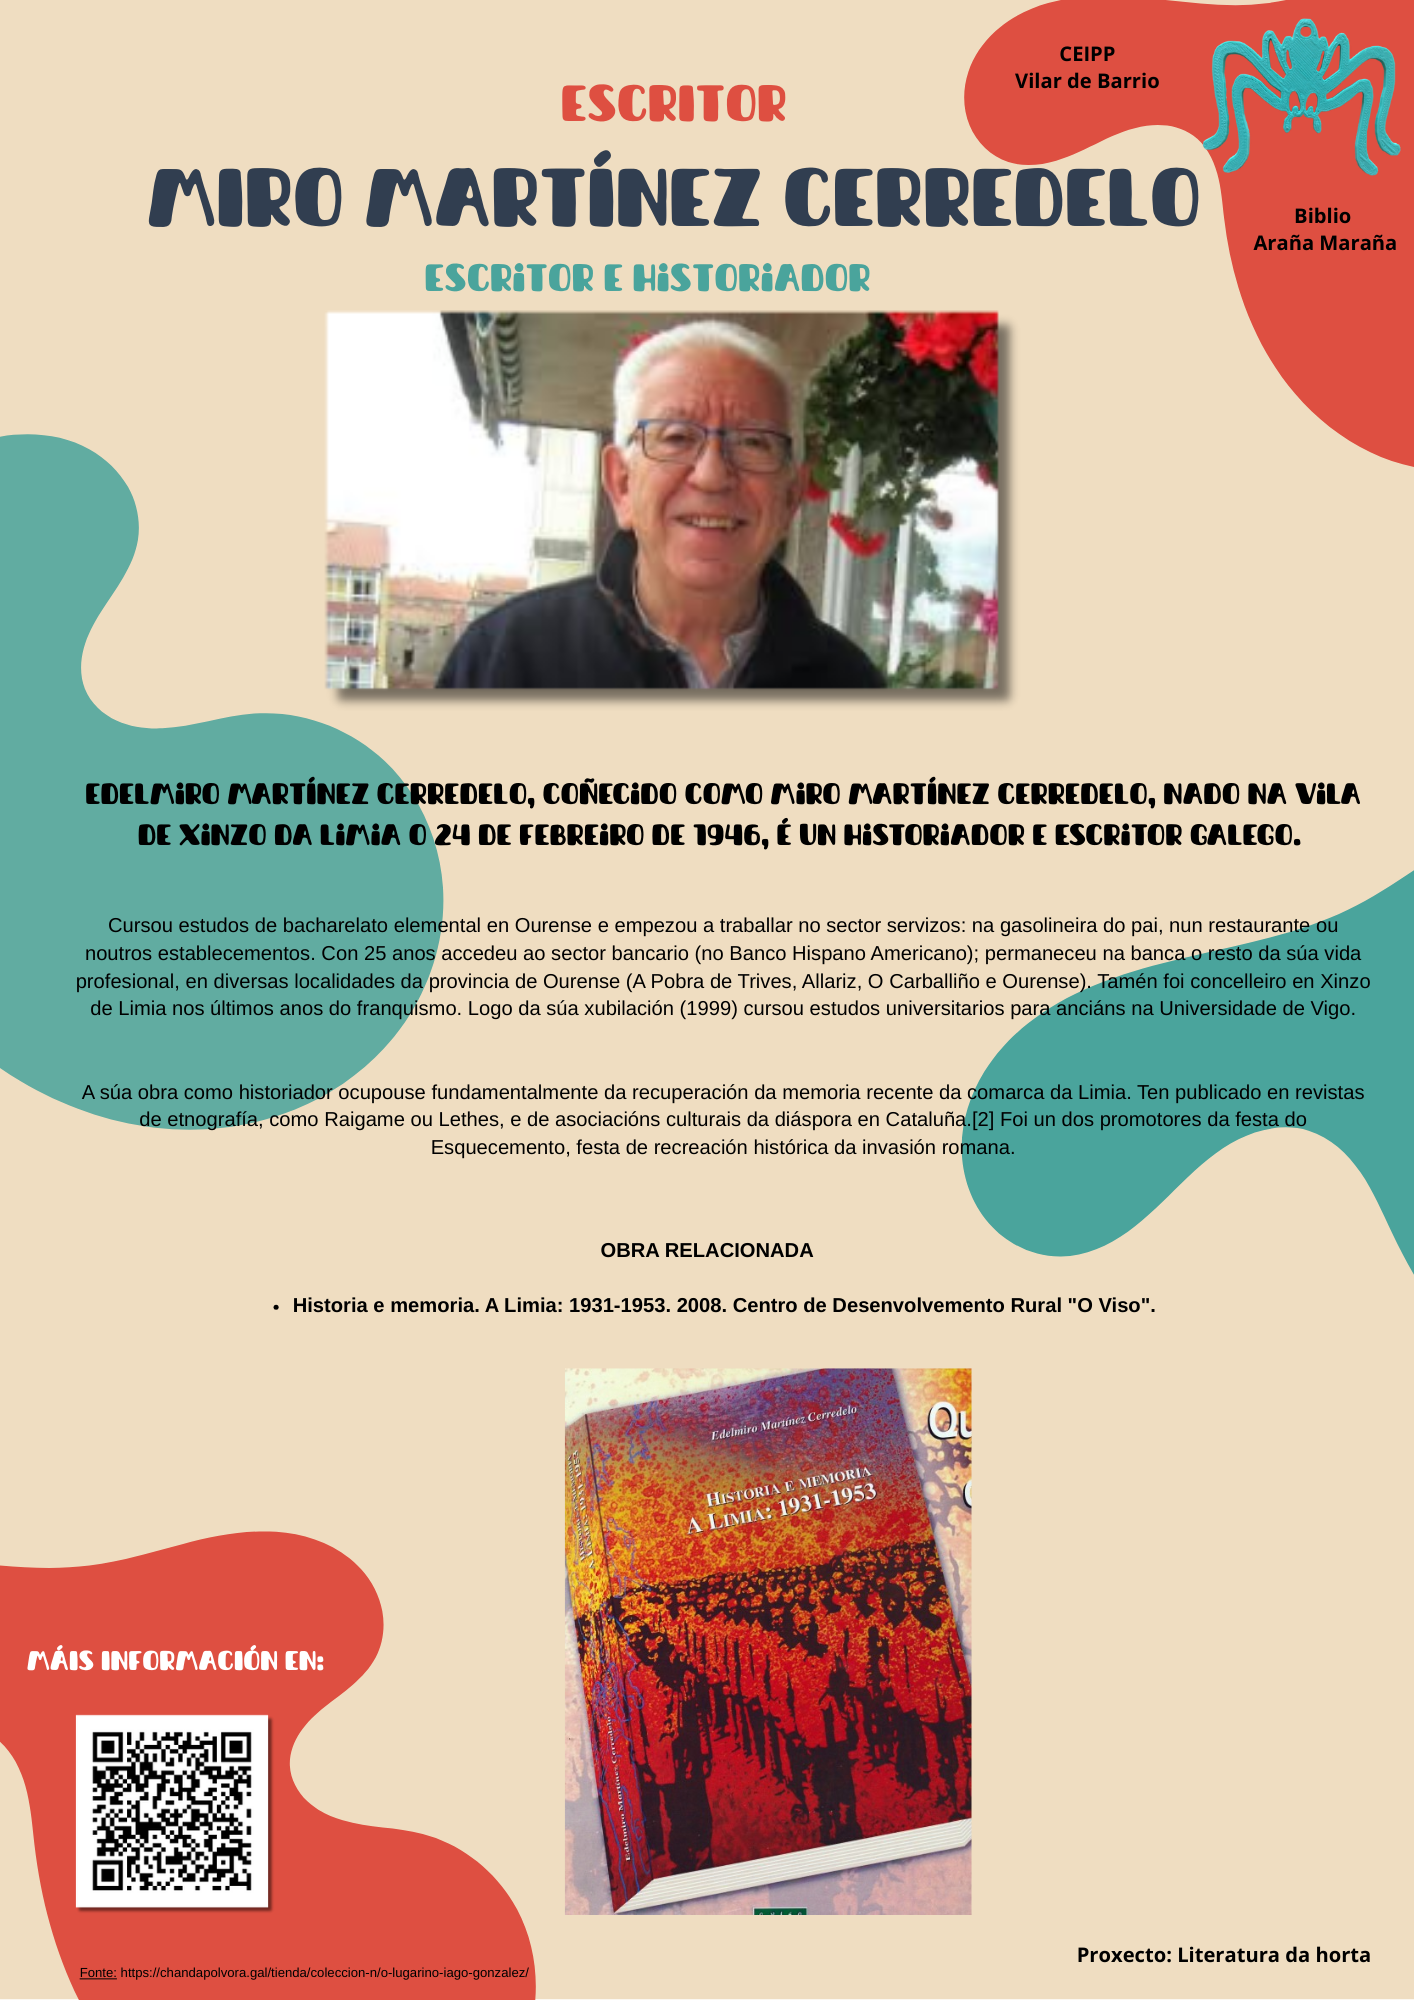 CEIPP
Vilar de Barrio
ESCRITOR
MIRO MARTÍNEZ CERREDELO
Biblio
Araña Maraña
ESCRITOR E HISTORIADOR
EDELMIRO MARTÍNEZ CERREDELO, COÑECIDO COMO MIRO MARTÍNEZ CERREDELO, NADO NA VILA
DE XINZO DA LIMIA O 24 DE FEBREIRO DE 1946, É UN HISTORIADOR E ESCRITOR GALEGO.
Cursou estudos de bacharelato elemental en Ourense e empezou a traballar no sector servizos: na gasolineira do pai, nun restaurante ou
noutros establecementos. Con 25 anos accedeu ao sector bancario (no Banco Hispano Americano); permaneceu na banca o resto da súa vida
profesional, en diversas localidades da provincia de Ourense (A Pobra de Trives, Allariz, O Carballiño e Ourense). Tamén foi concelleiro en Xinzo
de Limia nos últimos anos do franquismo. Logo da súa xubilación (1999) cursou estudos universitarios para anciáns na Universidade de Vigo.
A súa obra como historiador ocupouse fundamentalmente da recuperación da memoria recente da comarca da Limia. Ten publicado en revistas
de etnografía, como Raigame ou Lethes, e de asociacións culturais da diáspora en Cataluña.[2] Foi un dos promotores da festa do
Esquecemento, festa de recreación histórica da invasión romana.
OBRA RELACIONADA
• Historia e memoria. A Limia: 1931-1953. 2008. Centro de Desenvolvemento Rural "O Viso".
Edelmiro Martínez Cerredelo
HISTORIA E MEMORIA
A LIMIA: 1931-1953
Qu
Edelmiro Martínez Cerredelo
MÁIS INFORMACIÓN EN:
Proxecto: Literatura da horta
Fonte: https://chandapolvora.gal/tienda/coleccion-n/o-lugarino-iago-gonzalez/